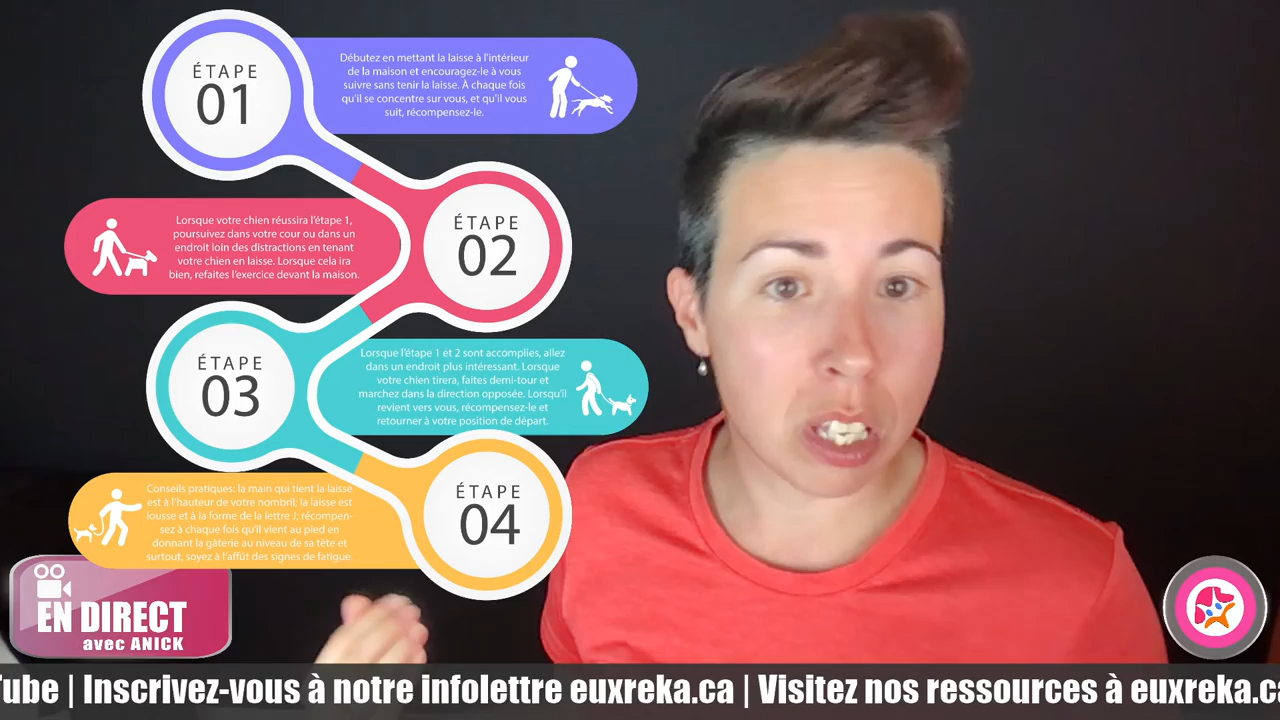 ÉTAPE
01
Débutez en mettant la laisse à l'intérieur
de la maison et encouragez-le à vous
suivre sans tenir la laisse. À chaque fois
qu'il se concentre sur vous, et qu'il vous
suit, récompensez-le.
Lorsque votre chien réussira l'étape 1,
poursuivez dans votre cour ou dans un
endroit loin des distractions en tenant
votre chien en laisse. Lorsque cela ira
bien, refaites l'exercice devant la maison.
ÉTAPE
02
ÉTAPE
03
Lorsque l'étape 1 et 2 sont accomplies, allez
dans un endroit plus intéressant. Lorsque
votre chien tirera, faites demi-tour et
marchez dans la direction opposée. Lorsqu'il
revient vers vous, récompensez-le et
retourner à votre position de départ.
Conseils pratiques: la main qui tient la laisse
est à l'hauteur de votre nombril; la laisse est
lousse et à la forme de la lettre J; récompen-
sez à chaque fois qu'il vient au pied en
donnant la gâterie au niveau de sa tête et
surtout, soyez à l'affût des signes de fatigue.
ÉTAPE
04
EN DIRECT
avec ANICK
Tube | Inscrivez-vous à notre infolettre euxreka.ca | Visitez nos ressources à euxreka.ca